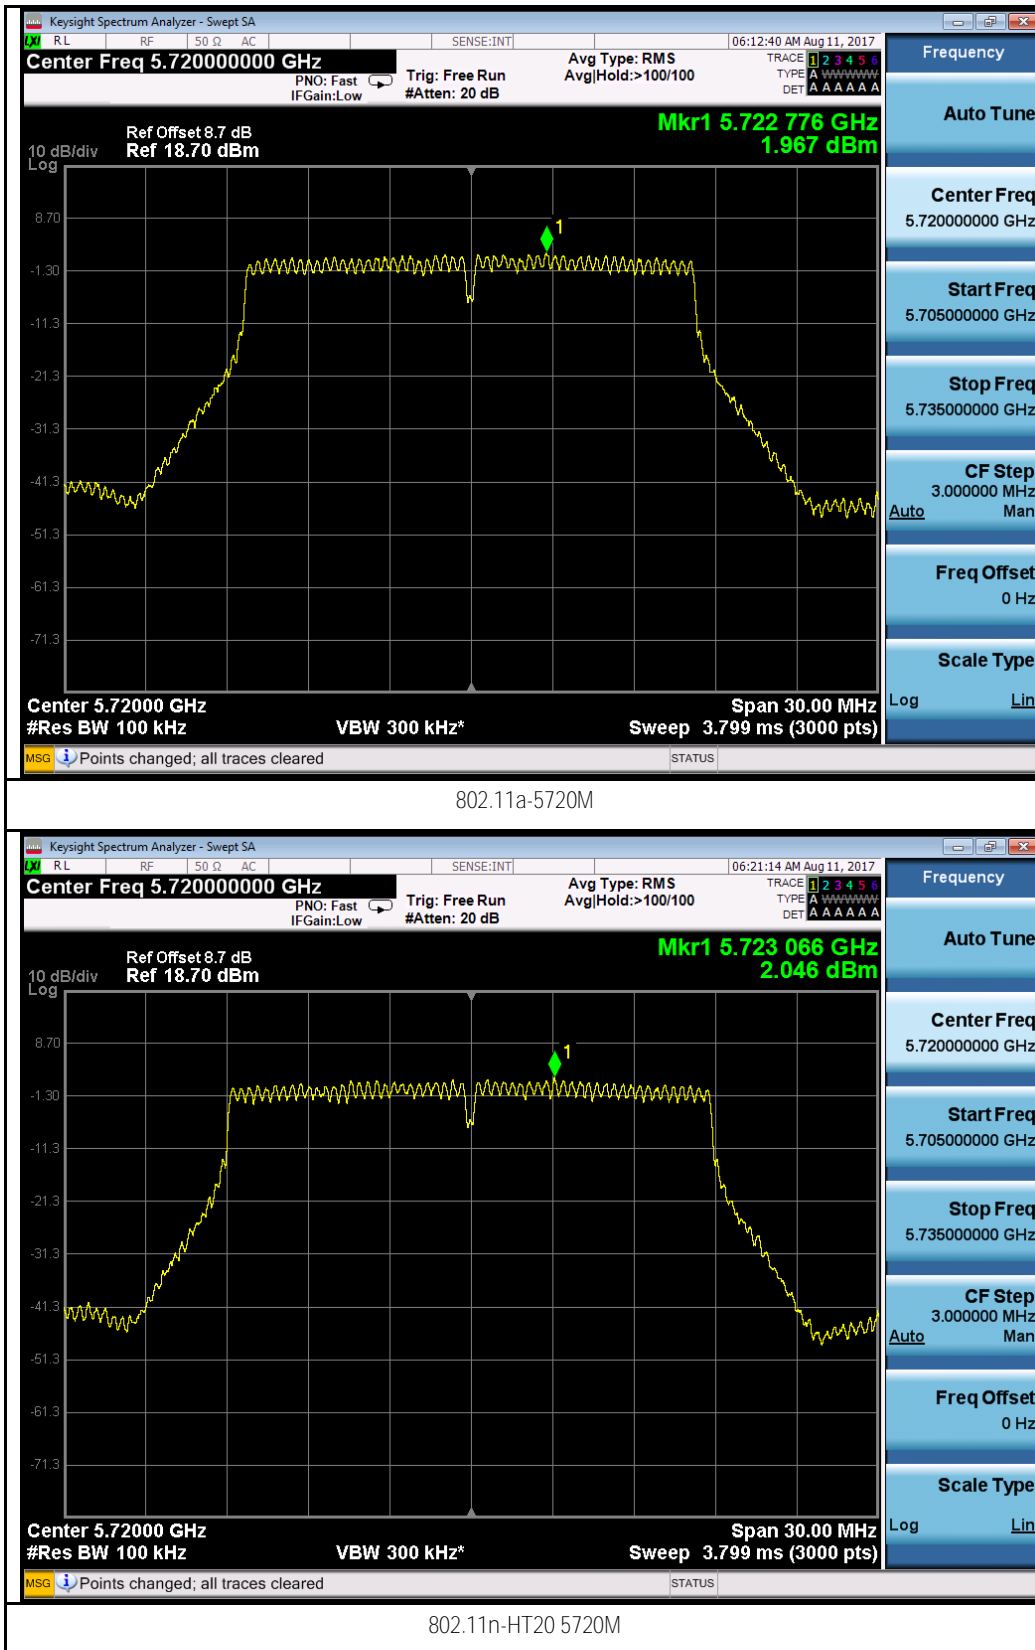 Keysight Spectrum Analyzer - Swept SA
LXI RL RF 50 Ω AC SENSE:INT 06:12:40 AM Aug 11, 2017
Center Freq 5.720000000 GHz Avg Type: RMS TRACE 1 2 3 4 5 6
PNO: Fast Trig: Free Run Avg|Hold:>100/100 TYPE A WWWWW
IFGain:Low #Atten: 20 dB DET A A A A A A
Mkr1 5.722 776 GHz
Ref Offset 8.7 dB
10 dB/div Ref 18.70 dBm 1.967 dBm
Log
8.70
1
-1.30
-11.3
-21.3
-31.3
-41.3
-51.3
-61.3
-71.3
Center 5.72000 GHz Span 30.00 MHz
#Res BW 100 kHz VBW 300 kHz* Sweep 3.799 ms (3000 pts)
MSG Points changed; all traces cleared STATUS
Frequency
Auto Tune
Center Freq
5.720000000 GHz
Start Freq
5.705000000 GHz
Stop Freq
5.735000000 GHz
CF Step
3.000000 MHz
Auto Man
Freq Offset
0 Hz
Scale Type
Log Lin
802.11a-5720M
Keysight Spectrum Analyzer - Swept SA
LXI RL RF 50 Ω AC SENSE:INT 06:21:14 AM Aug 11, 2017
Center Freq 5.720000000 GHz Avg Type: RMS TRACE 1 2 3 4 5 6
PNO: Fast Trig: Free Run Avg|Hold:>100/100 TYPE A WWWWW
IFGain:Low #Atten: 20 dB DET A A A A A A
Mkr1 5.723 066 GHz
Ref Offset 8.7 dB
10 dB/div Ref 18.70 dBm 2.046 dBm
Log
8.70
1
-1.30
-11.3
-21.3
-31.3
-41.3
-51.3
-61.3
-71.3
Center 5.72000 GHz Span 30.00 MHz
#Res BW 100 kHz VBW 300 kHz* Sweep 3.799 ms (3000 pts)
MSG Points changed; all traces cleared STATUS
Frequency
Auto Tune
Center Freq
5.720000000 GHz
Start Freq
5.705000000 GHz
Stop Freq
5.735000000 GHz
CF Step
3.000000 MHz
Auto Man
Freq Offset
0 Hz
Scale Type
Log Lin
802.11n-HT20 5720M